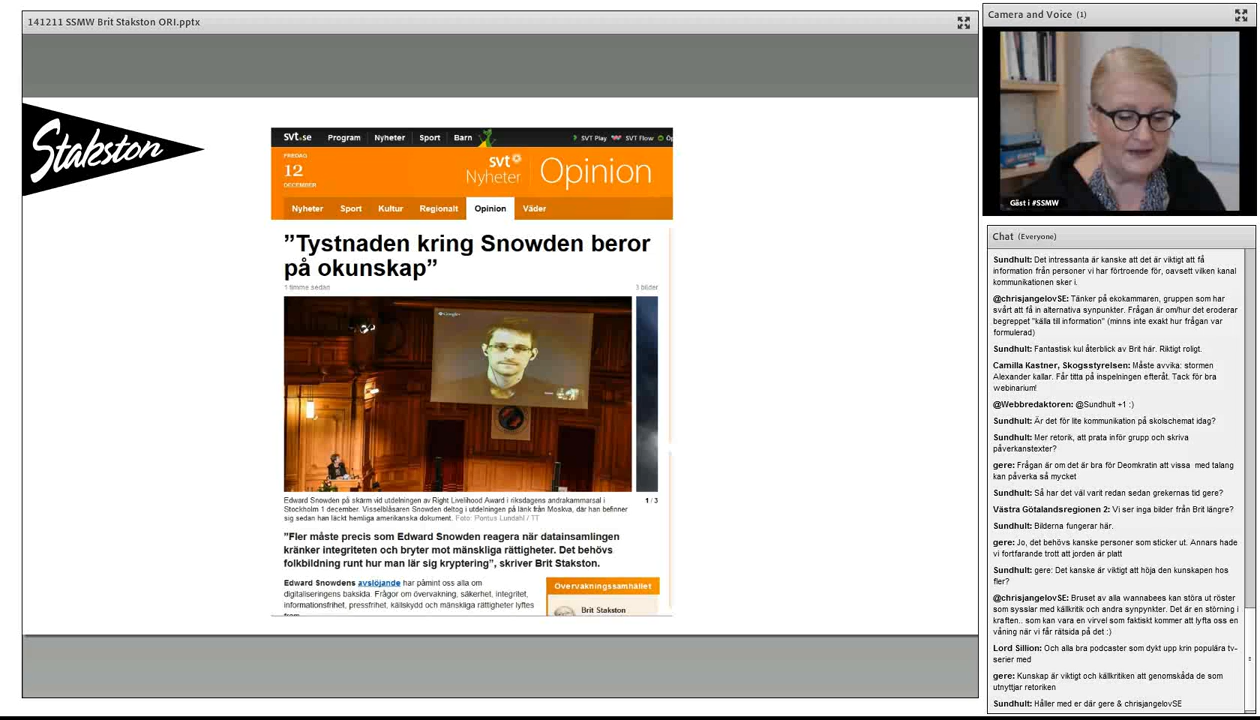 141211 SSMW Brit Stakston ORI.pptx
Stakston
svt.se Program Nyheter Sport Barn SVT Play SVT Flow
FREDAG
12
DECEMBER
svt
Nyheter
Opinion
Nyheter Sport Kultur Regionalt Opinion Väder
”Tystnaden kring Snowden beror
på okunskap”
1 timme sedan 3 bilder
Google+
Edward Snowden på skärm vid utdelningen av Right Livelihood Award i riksdagens andrakammarsal i
Stockholm 1 december. Visselblåsaren Snowden deltog i utdelningen på länk från Moskva, där han befinner
sig sedan han läckt hemliga amerikanska dokument. Foto: Pontus Lundahl / TT
1 / 3
”Fler måste precis som Edward Snowden reagera när datainsamlingen
kränker integriteten och bryter mot mänskliga rättigheter. Det behövs
folkbildning runt hur man lär sig kryptering”, skriver Brit Stakston.
Edward Snowdens avslöjande har påmint oss alla om
digitaliseringens baksida. Frågor om övervakning, säkerhet, integritet,
informationsfrihet, pressfrihet, källskydd och mänskliga rättigheter lyftes
Övervakningssamhället
Brit Stakston
Camera and Voice (1)
Gäst i #SSMW
Chat (Everyone)
Sundhult: Det intressanta är kanske att det är viktigt att få
information från personer vi har förtroende för, oavsett vilken kanal
kommunikationen sker i.
@chrisjangelovSE: Tänker på ekokammaren, gruppen som har
svårt att få in alternativa synpunkter. Frågan är om/hur det eroderar
begreppet "källa till information" (minns inte exakt hur frågan var
formulerad)
Sundhult: Fantastisk kul återblick av Brit här. Riktigt roligt.
Camilla Kastner, Skogsstyrelsen: Måste avvika: stormen
Alexander kallar. Får titta på inspelningen efteråt. Tack för bra
webinarium!
@Webbredaktoren: @Sundhult +1 :)
Sundhult: Är det för lite kommunikation på skolschemat idag?
Sundhult: Mer retorik, att prata inför grupp och skriva
påverkanstexter?
gere: Frågan är om det är bra för Deomkratin att vissa med talang
kan påverka så mycket
Sundhult: Så har det väl varit redan sedan grekernas tid gere?
Västra Götalandsregionen 2: Vi ser inga bilder från Brit längre?
Sundhult: Bilderna fungerar här.
gere: Jo, det behövs kanske personer som sticker ut. Annars hade
vi fortfarande trott att jorden är platt
Sundhult: gere: Det kanske är viktigt att höja den kunskapen hos
fler?
@chrisjangelovSE: Bruset av alla wannabees kan störa ut röster
som sysslar med källkritik och andra synpynkter. Det är en störning i
kraften.. som kan vara en virvel som faktiskt kommer att lyfta oss en
våning när vi får rätsida på det :)
Lord Sillion: Och alla bra podcaster som dykt upp krin populära tv-
serier med
gere: Kunskap är viktigt och källkritiken att genomskåda de som
utnyttjar retoriken
Sundhult: Håller med er där gere & chrisjangelovSE